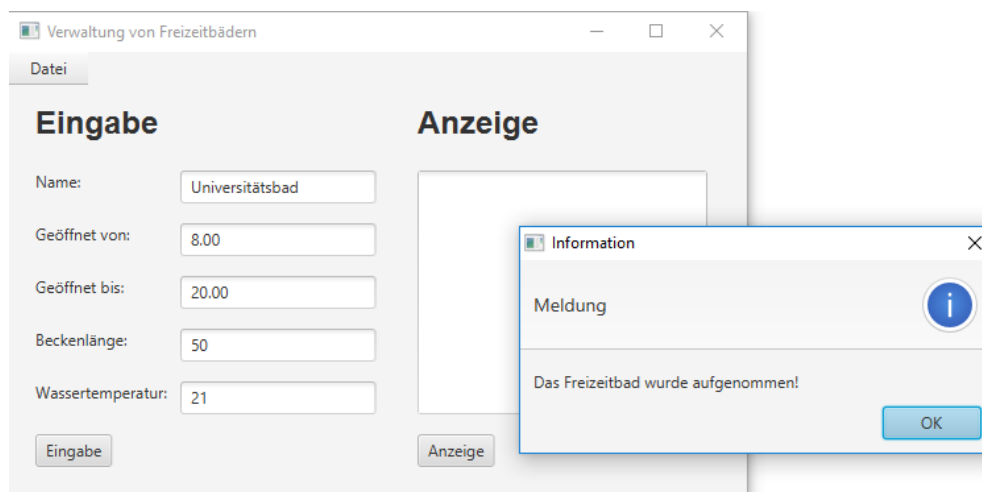 Verwaltung von Freizeitbädern
Datei
Eingabe
Name:
Universitätsbad
Geöffnet von:
8.00
Geöffnet bis:
20.00
Beckenlänge:
50
Wassertemperatur:
21
Eingabe
Anzeige
Anzeige
Information
Meldung
Das Freizeitbad wurde aufgenommen!
OK